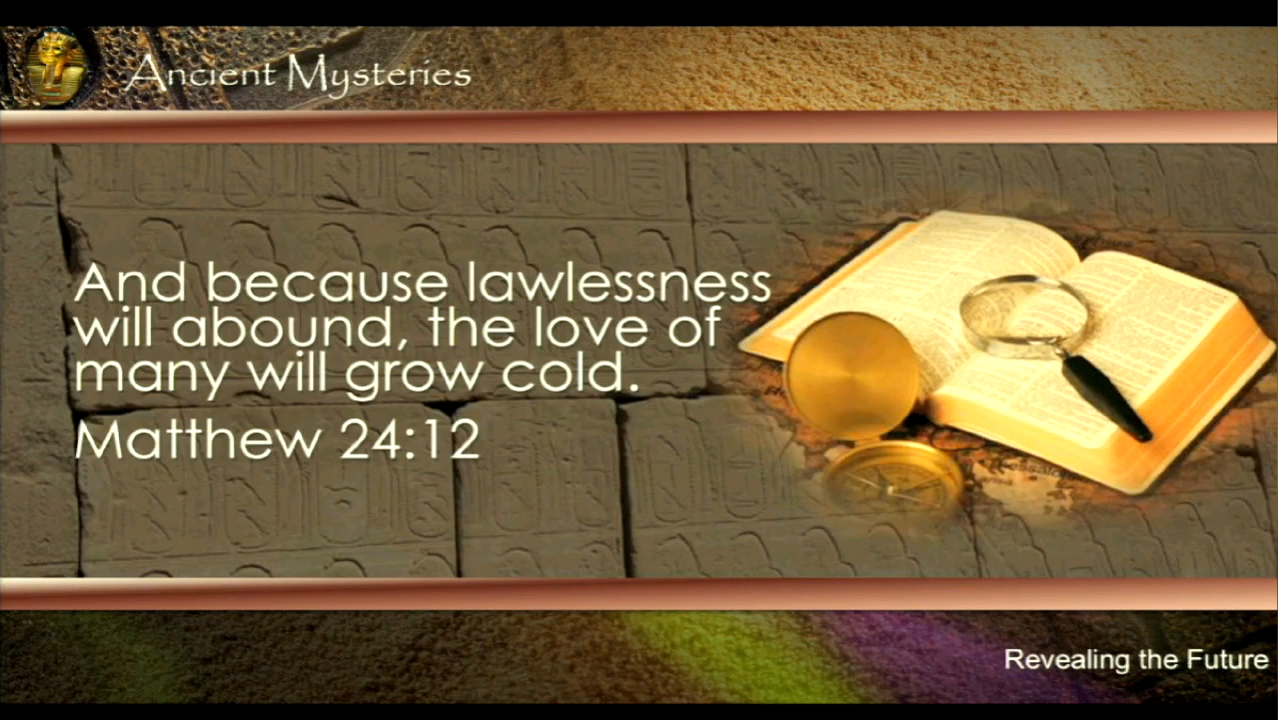 Ancient Mysteries
And because lawlessness
will abound, the love of
many will grow cold.
Matthew 24:12
Revealing the Future